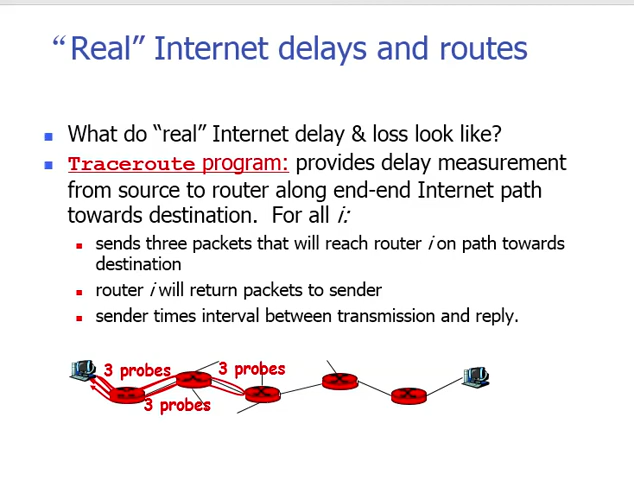 “Real” Internet delays and routes
What do “real” Internet delay & loss look like?
Traceroute program: provides delay measurement
from source to router along end-end Internet path
towards destination. For all i:
sends three packets that will reach router i on path towards
destination
router i will return packets to sender
sender times interval between transmission and reply.
3 probes
3 probes
3 probes